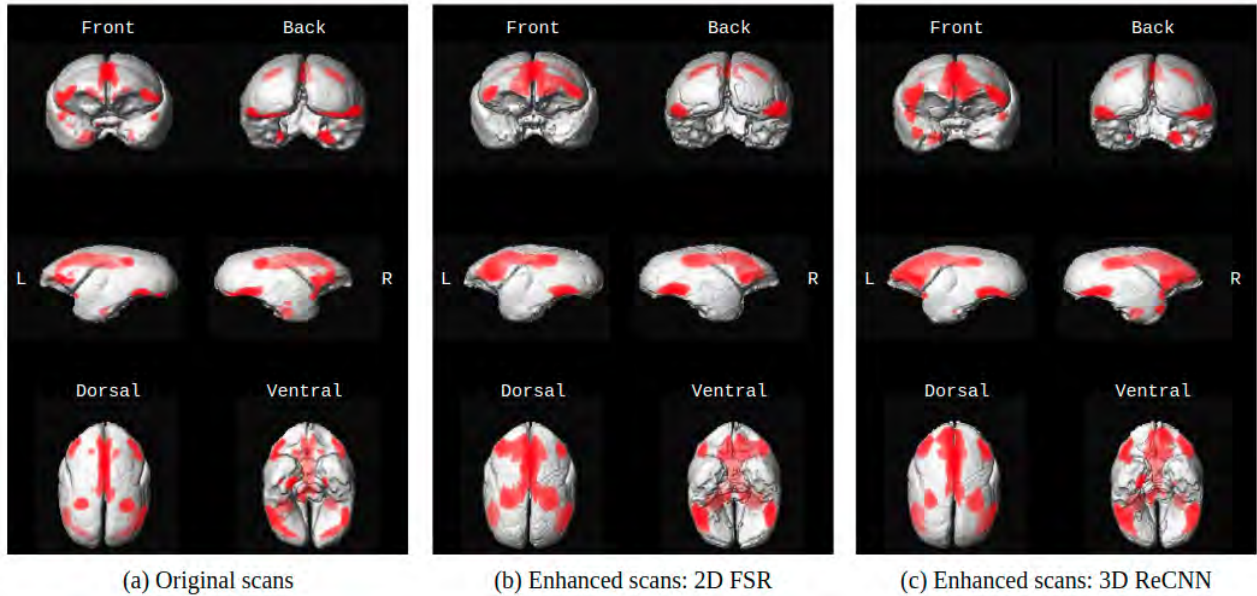 Front Back
L R
Dorsal Ventral
(a) Original scans
Front Back
L R
Dorsal Ventral
(b) Enhanced scans: 2D FSR
Front Back
L R
Dorsal Ventral
(c) Enhanced scans: 3D ReCNN